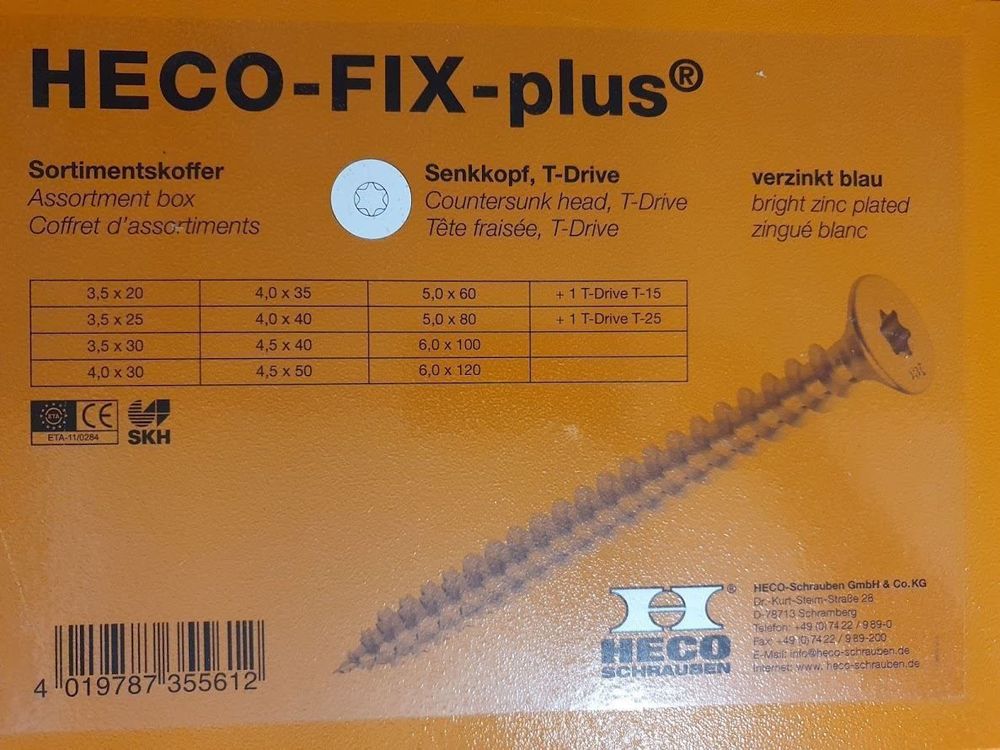 HECO-FIX-plus®
Sortimentskoffer
Assortment box
Coffret d'assortiments
Senkkopf, T-Drive
Countersunk head, T-Drive
Tête fraisée, T-Drive
verzinkt blau
bright zinc plated
zingué blanc
3,5 x 20 4,0 x 35 5,0 x 60 + 1 T-Drive T-15
3,5 x 25 4,0 x 40 5,0 x 80 + 1 T-Drive T-25
3,5 x 30 4,5 x 40 6,0 x 100
4,0 x 30 4,5 x 50 6,0 x 120
ETA CE
ETA-11/0284
SKH
H®
HECO
SCHRAUBEN
HECO-Schrauben GmbH & Co.KG
Dr.-Kurt-Steim-Straße 28
D-78713 Schramberg
Telefon: +49 (0)74 22 / 9 89-0
Fax: +49 (0)74 22 / 9 89-200
E-Mail: info@heco-schrauben.de
Internet: www. heco-schrauben.de
4 019787 355612